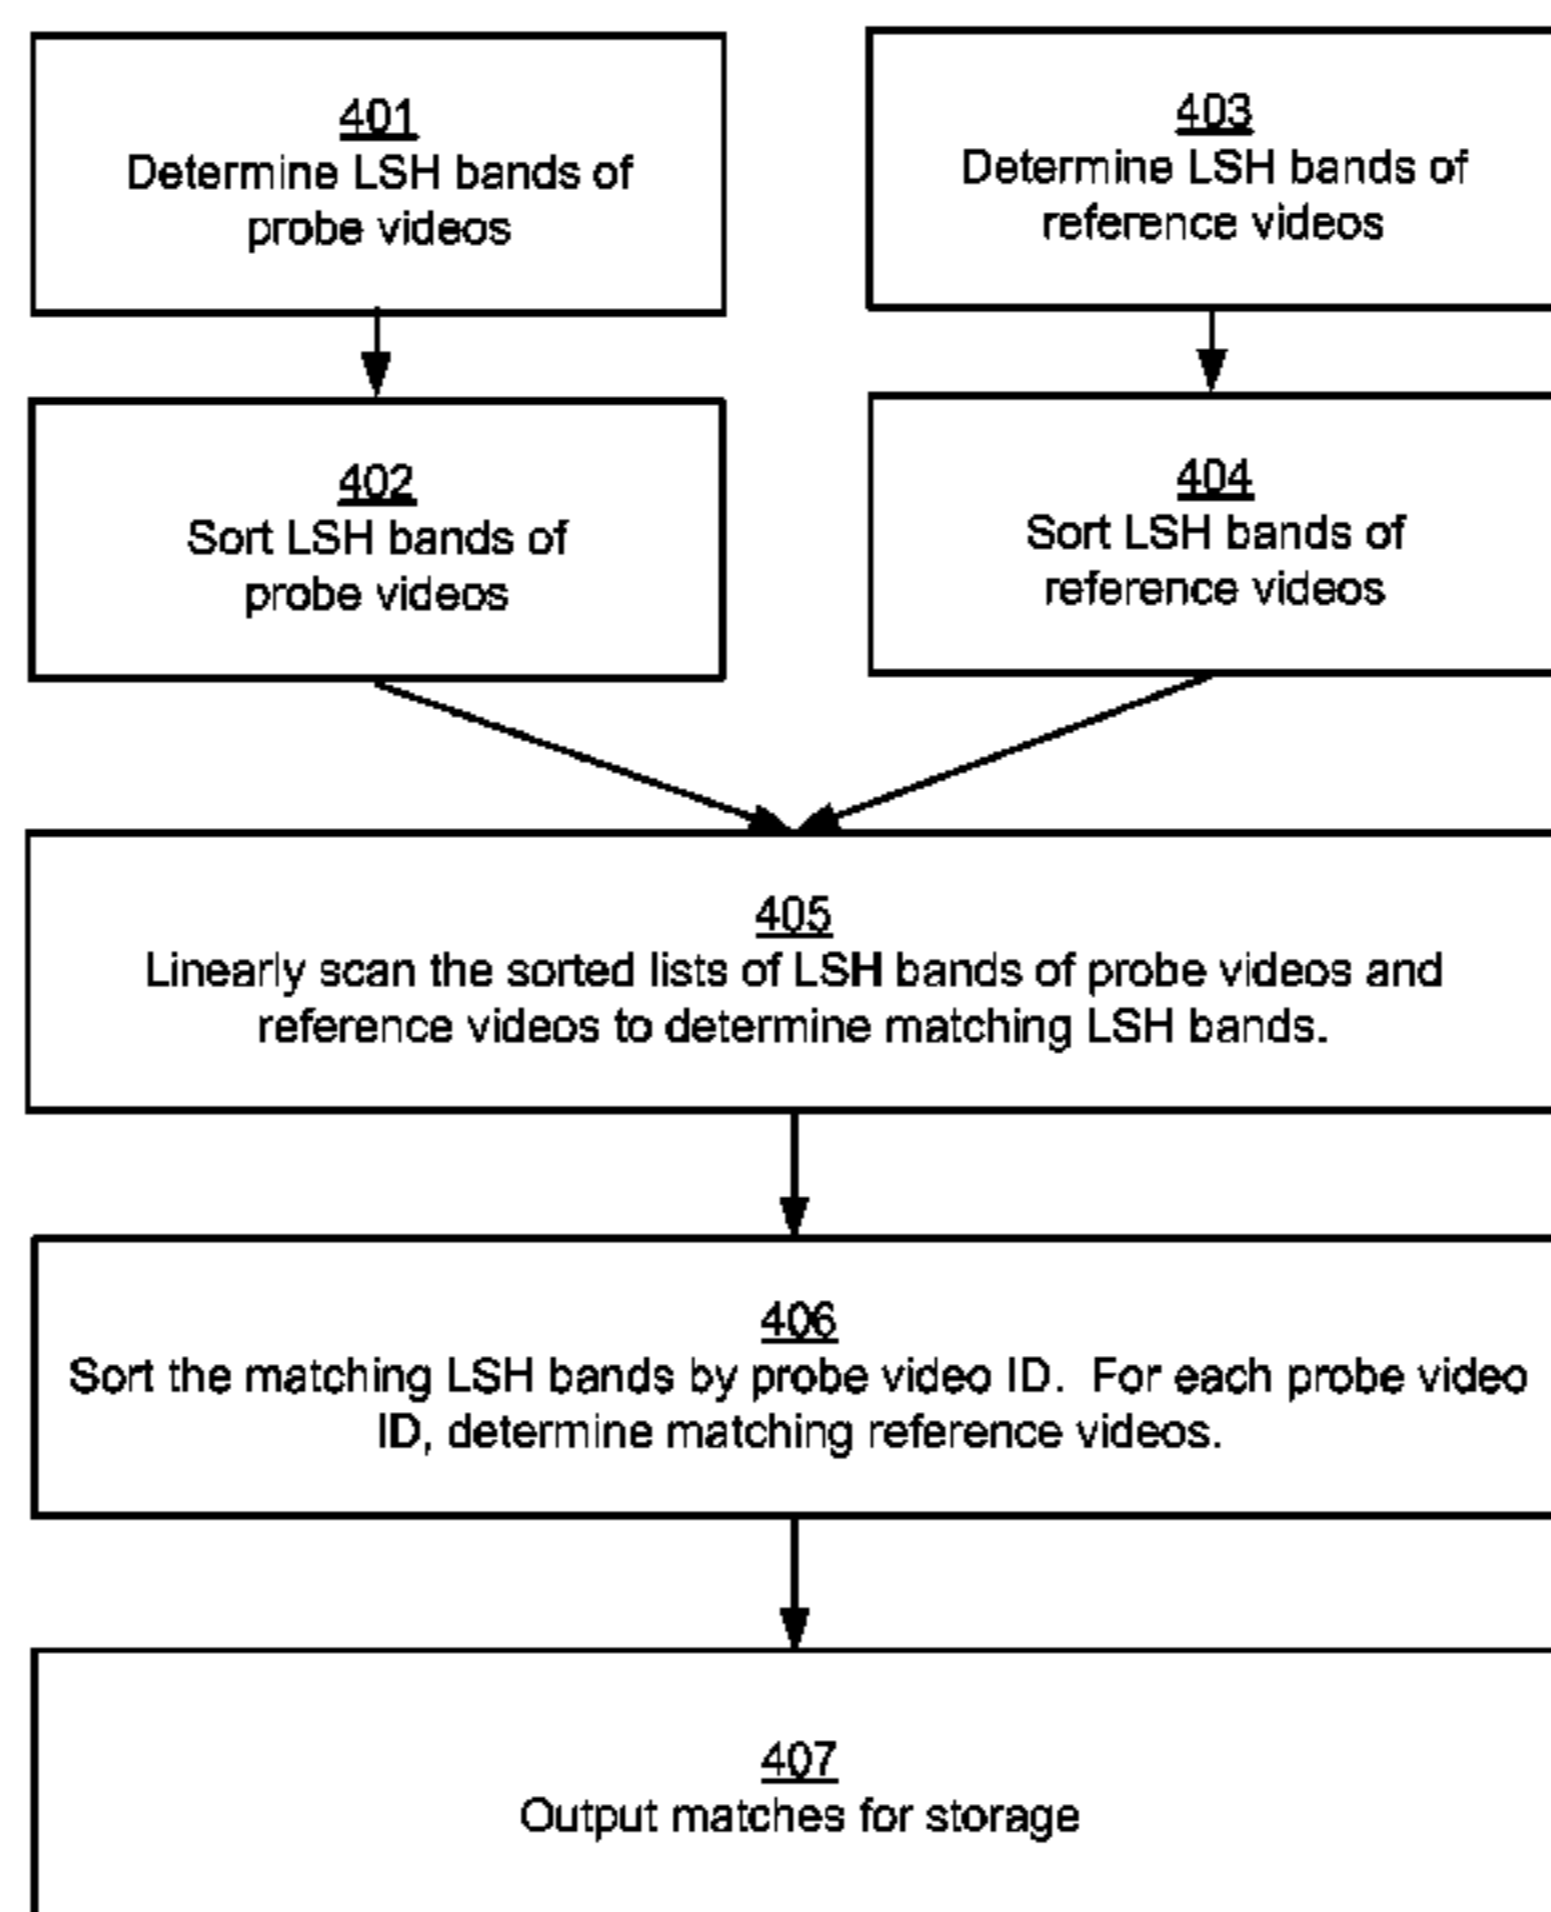 401
Determine LSH bands of
probe videos
403
Determine LSH bands of
reference videos
402
Sort LSH bands of
probe videos
404
Sort LSH bands of
reference videos
405
Linearly scan the sorted lists of LSH bands of probe videos and
reference videos to determine matching LSH bands.
406
Sort the matching LSH bands by probe video ID.  For each probe video
ID, determine matching reference videos.
407
Output matches for storage